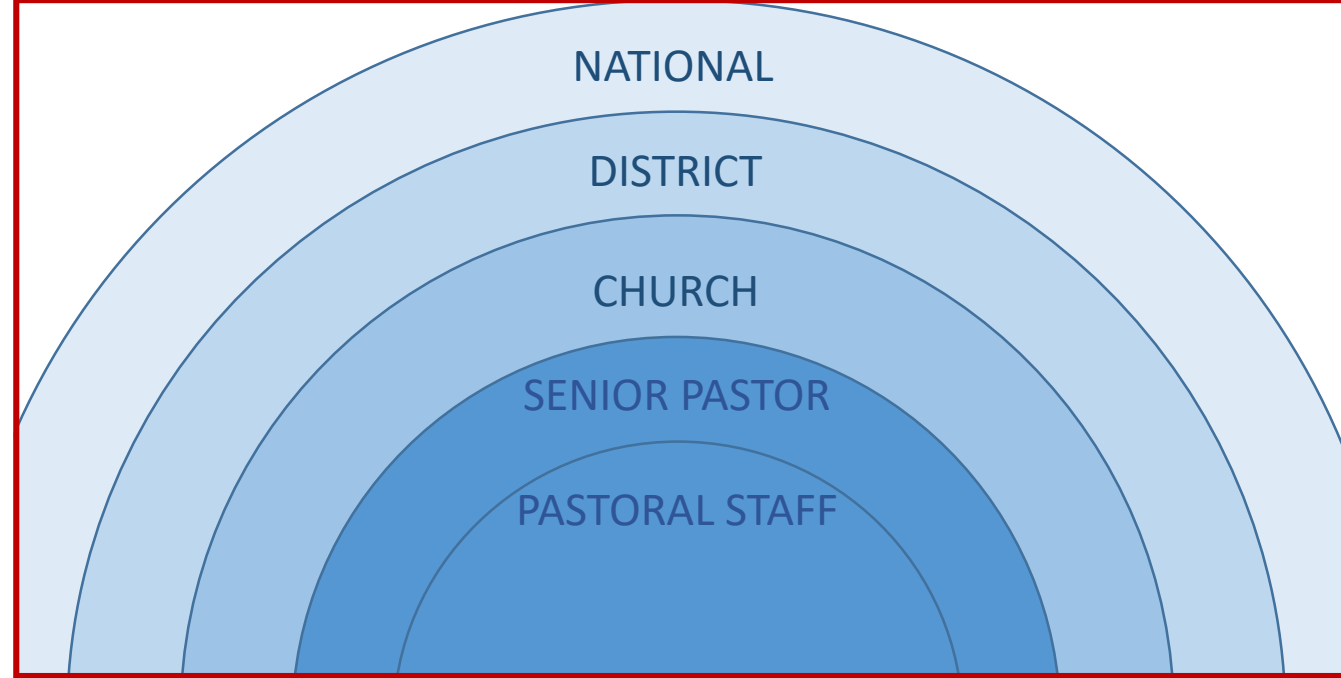 NATIONAL
DISTRICT
CHURCH
SENIOR PASTOR
PASTORAL STAFF